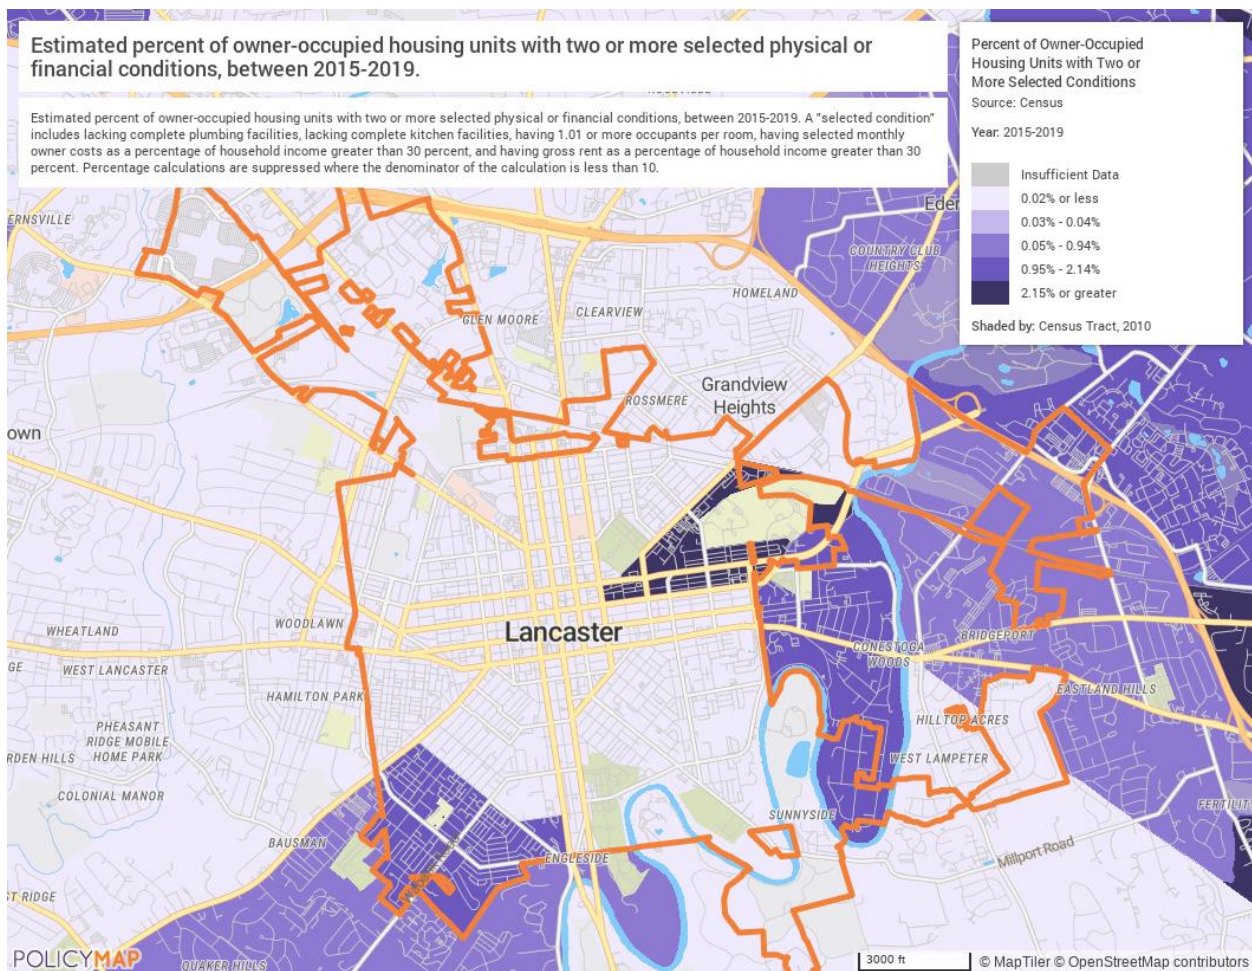 Estimated percent of owner-occupied housing units with two or more selected physical or
financial conditions, between 2015-2019.
Estimated percent of owner-occupied housing units with two or more selected physical or financial conditions, between 2015-2019. A "selected condition"
includes lacking complete plumbing facilities, lacking complete kitchen facilities, having 1.01 or more occupants per room, having selected monthly
owner costs as a percentage of household income greater than 30 percent, and having gross rent as a percentage of household income greater than 30
percent. Percentage calculations are suppressed where the denominator of the calculation is less than 10.
Percent of Owner-Occupied
Housing Units with Two or
More Selected Conditions
Source: Census
Year: 2015-2019
Insufficient Data
0.02% or less
0.03% - 0.04%
0.05% - 0.94%
0.95% - 2.14%
2.15% or greater
Shaded by: Census Tract, 2010
ERNSVILLE
Eder
COUNTRY CLUB
HEIGHTS
HOMELAND
GLEN MOORE
CLEARVIEW
ROSSMERE
Grandview
Heights
own
Lancaster
WHEATLAND
WOODLAWN
GE
WEST LANCASTER
HAMILTON PARK
BRIDGEPORT
CONESTOGA
WOODS
EASTLAND HILLS
HILLTOP ACRES
PHEASANT
RIDGE MOBILE
HOME PARK
RDEN HILLS
WEST LAMPETER
COLONIAL MANOR
FERTILIT
SUNNYSIDE
BAUSMAN
ENGLESIDE
Millport Road
ST RIDGE
QUAKER HILLS
POLICYMAP
3000 ft
© MapTiler © OpenStreetMap contributors